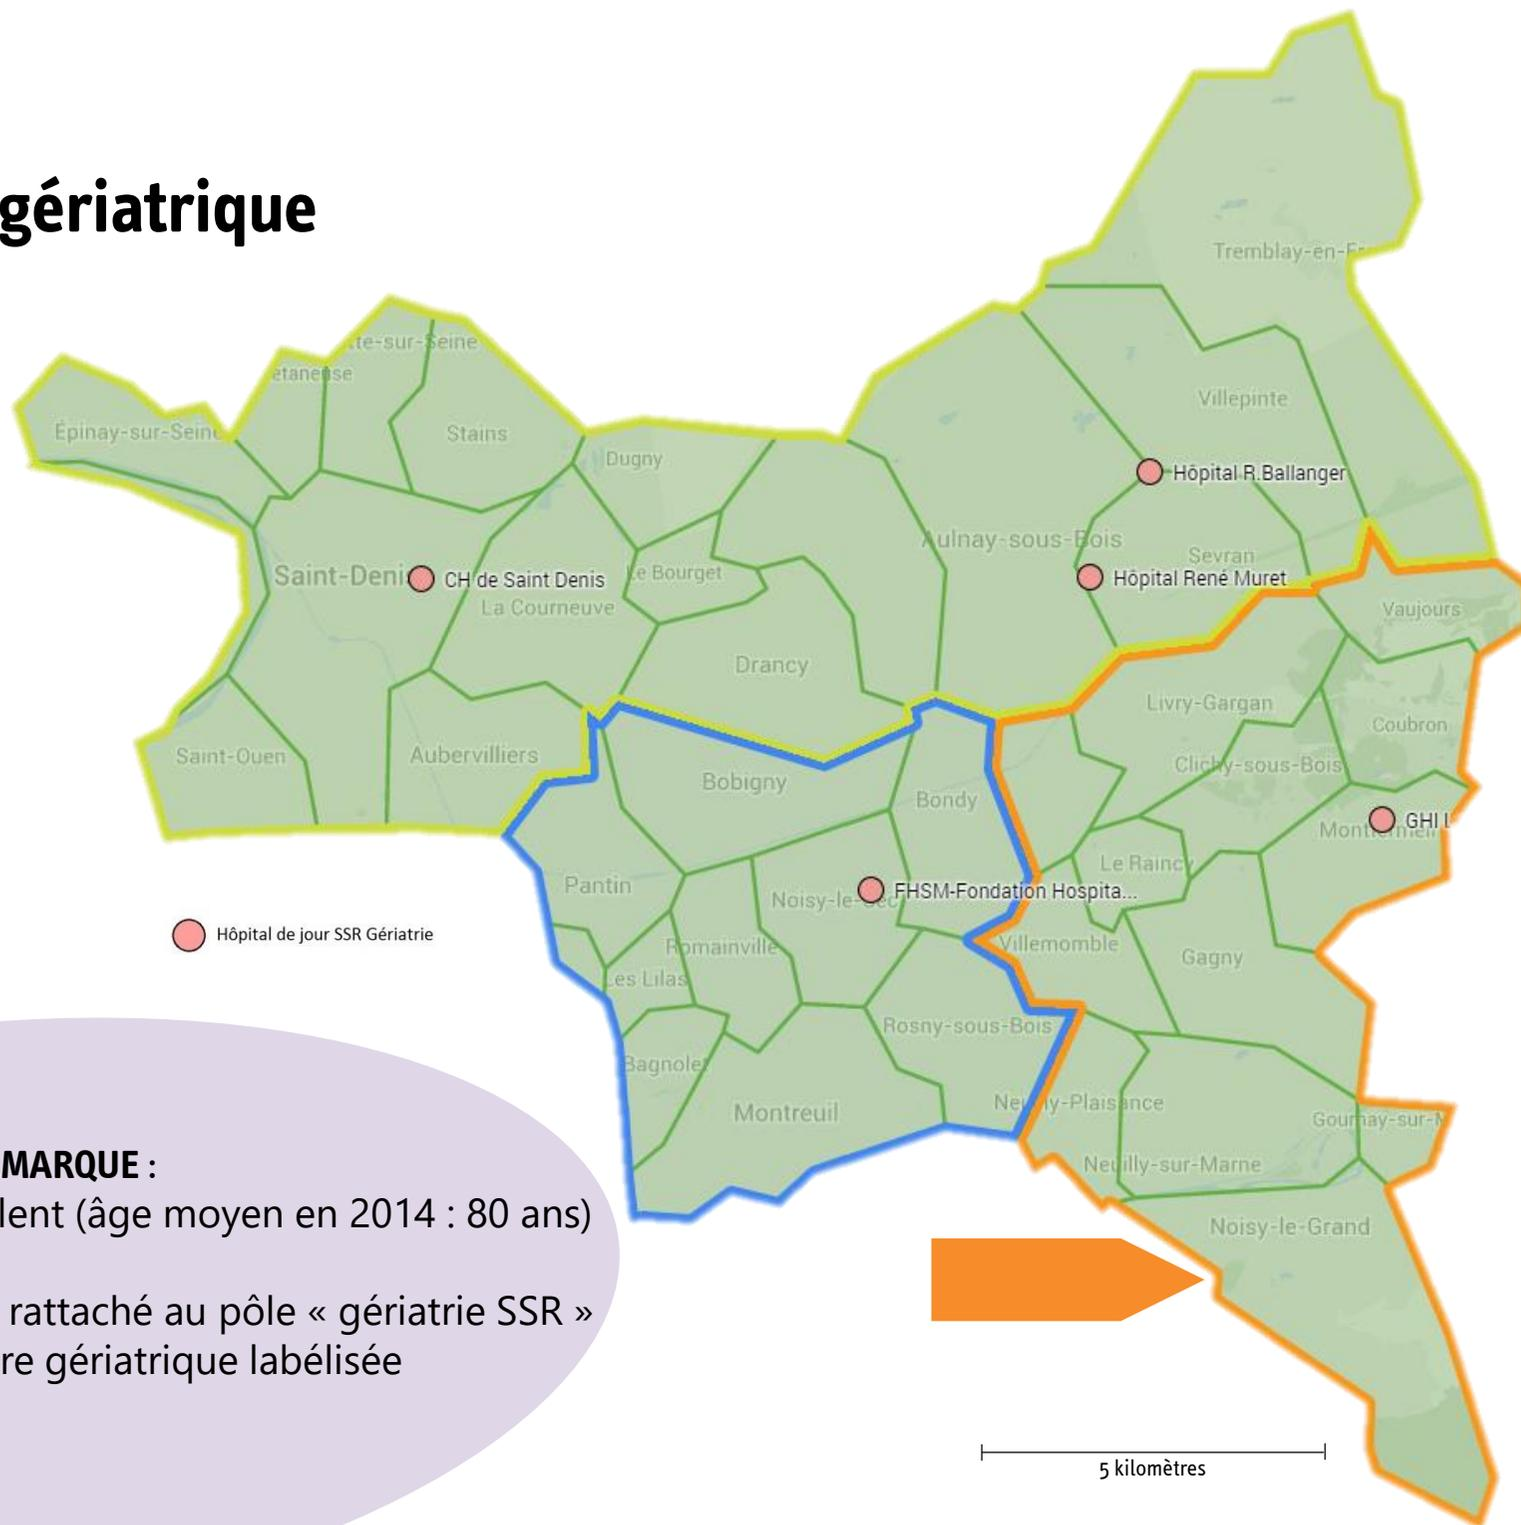 gériatrique
Tremblay-en-Fr
tte-sur-Seine
étaneuse
Villepinte
Épinay-sur-Seine
Stains
Dugny
Hôpital R.Ballanger
Aulnay-sous-Bois
Sevran
Saint-Denis
CH de Saint Denis
Le Bourget
Hôpital René Muret
La Courneuve
Vaujours
Drancy
Livry-Gargan
Coubron
Saint-Ouen
Aubervilliers
Clichy-sous-Bois
Bobigny
Bondy
GHI L
Montfermeil
Le Raincy
Pantin
FHSM-Fondation Hospita...
Noisy-le-Sec
Hôpital de jour SSR Gériatrie
Romainville
Villemomble
Gagny
Les Lilas
Rosny-sous-Bois
Bagnolet
Neuilly-Plaisance
Montreuil
Gournay-sur-M
MARQUE :
Neuilly-sur-Marne
lent (âge moyen en 2014 : 80 ans)
Noisy-le-Grand
rattaché au pôle « gériatrie SSR »
re gériatrique labélisée
5 kilomètres